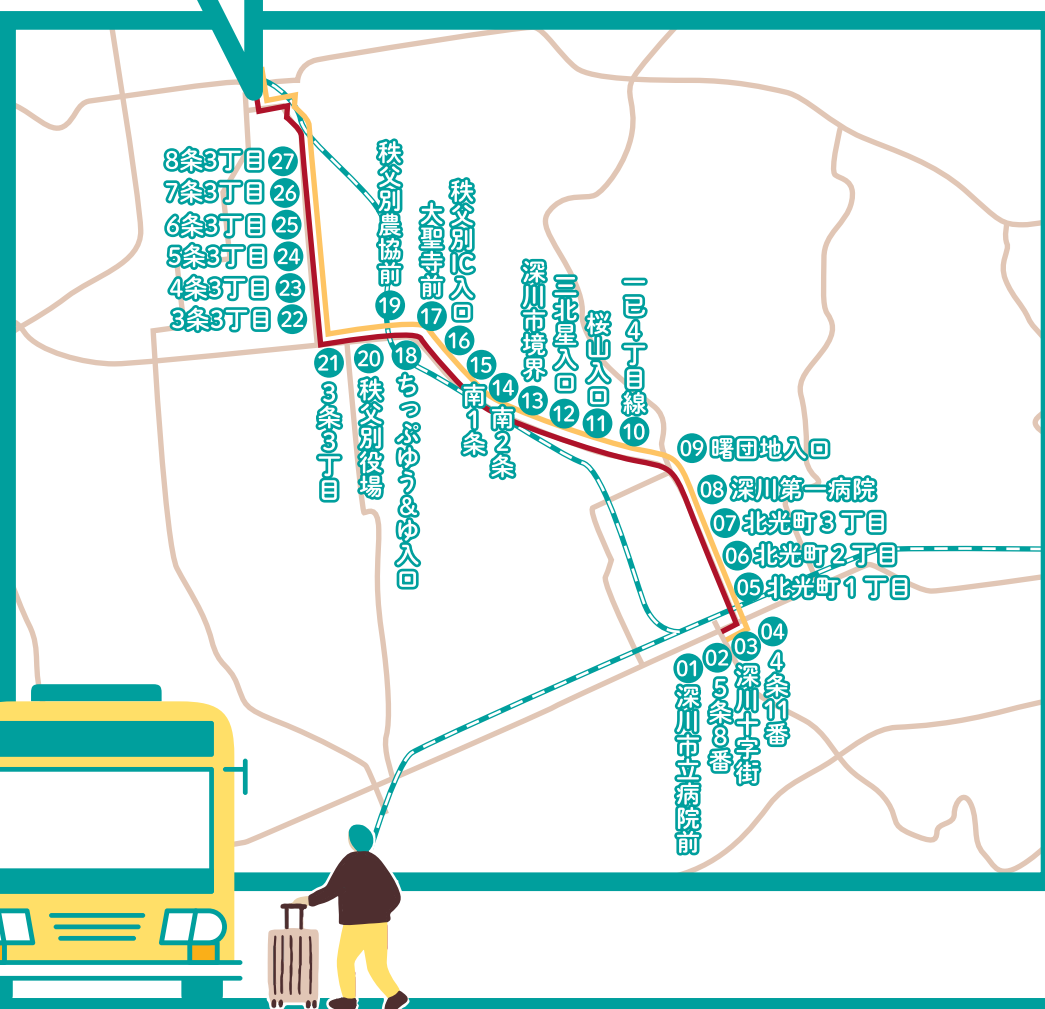 8条3丁目 27
7条3丁目 26
6条3丁目 25
5条3丁目 24
4条3丁目 23
3条3丁目 22
21 3条3丁目
20 秩父別役場
秩父別農協前 19
18 ちっぷゆう&ゆ入口
大聖寺前 17
秩父別IC入口 16
15 南1条
14 南2条
深川市境界 13
三北星入口 12
桜山入口 11
一已4丁目線 10
09 曙団地入口
08 深川第一病院
07 北光町3丁目
06 北光町2丁目
05 北光町1丁目
04 4条11番
03 深川十字街
02 5条8番
01 深川市立病院前